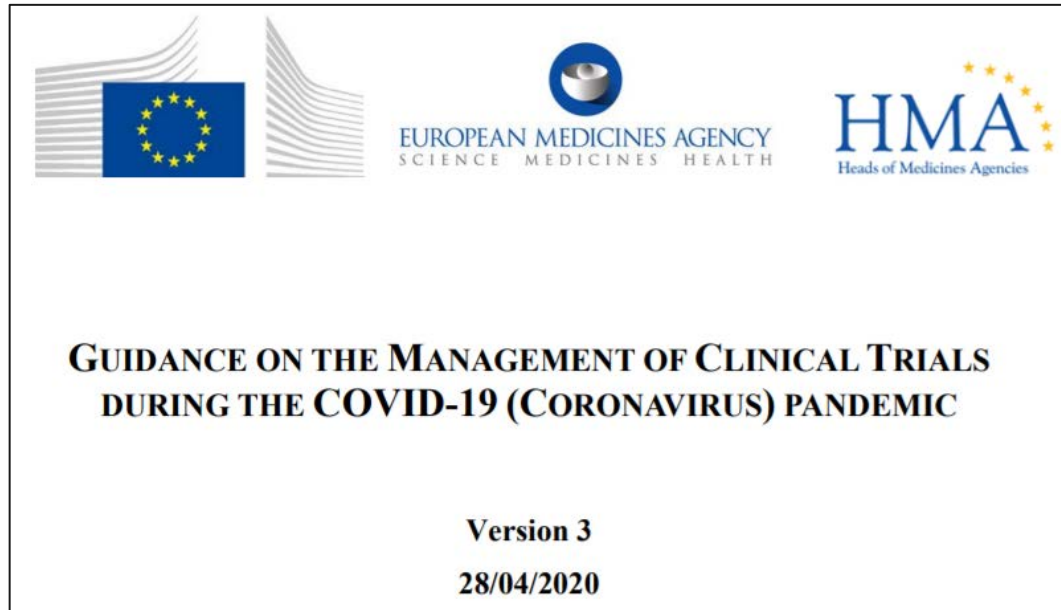 EUROPEAN MEDICINES AGENCY
SCIENCE MEDICINES HEALTH
HMA
Heads of Medicines Agencies
GUIDANCE ON THE MANAGEMENT OF CLINICAL TRIALS
DURING THE COVID-19 (CORONAVIRUS) PANDEMIC
Version 3
28/04/2020